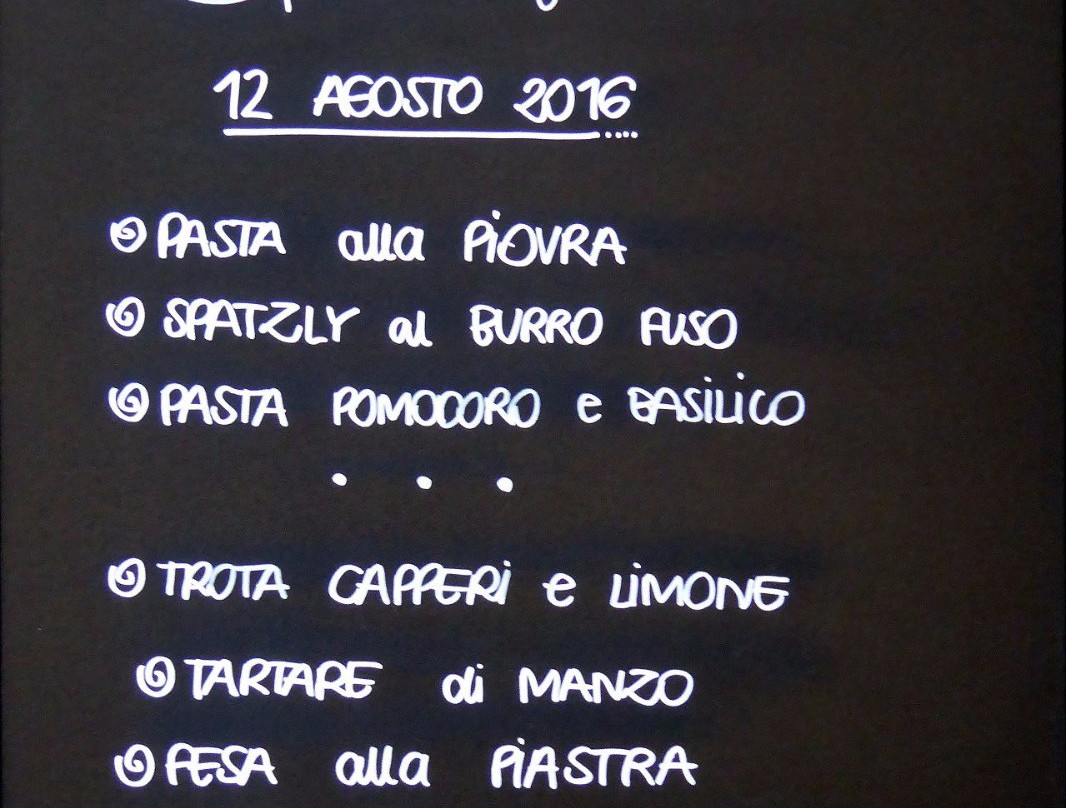 12 AGOSTO 2016
PASTA alla PiOVRA
SPATZLY al BURRO FUSO
PASTA POMODORO e BASiLiCO
. . .
TROTA CAPPERi e LiMONE
TARTARE di MANZO
FESA alla PiASTRA